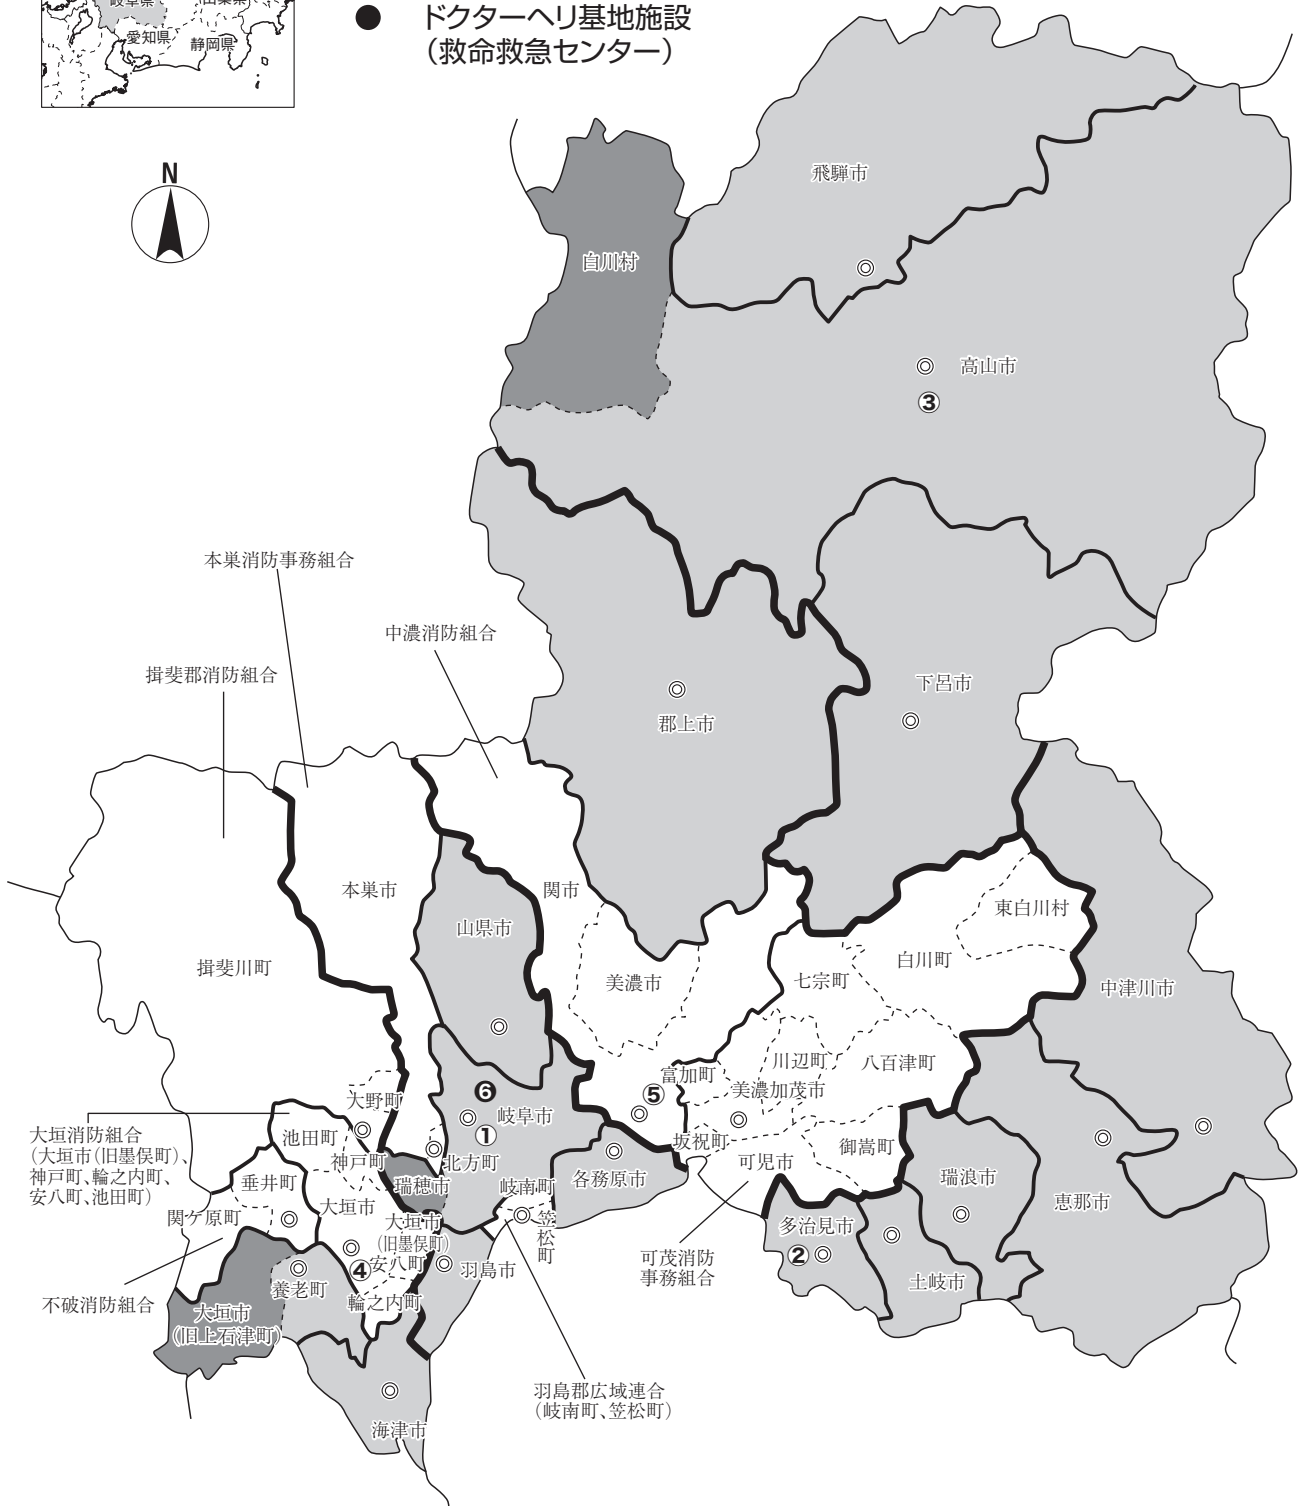 岐阜県
山梨県
愛知県
静岡県
● ドクターヘリ基地施設
(救命救急センター)
N
飛騨市
白川村
高山市
③
本巣消防事務組合
中濃消防組合
揖斐郡消防組合
下呂市
郡上市
本巣市
関市
山県市
東白川村
揖斐川町
美濃市
七宗町
白川町
中津川市
大野町
富加町
川辺町
八百津町
美濃加茂市
❻
⑤
岐阜市
①
大垣消防組合
(大垣市(旧墨俣町)、
神戸町、輪之内町、
安八町、池田町)
池田町
神戸町
北方町
坂祝町
可児市
御嵩町
垂井町
瑞穂市
岐南町
各務原市
瑞浪市
恵那市
関ケ原町
大垣市
大垣市
(旧墨俣町)
笠松町
多治見市
②
安八町
④
羽島市
可茂消防
事務組合
土岐市
不破消防組合
養老町
輪之内町
大垣市
(旧上石津町)
羽島郡広域連合
(岐南町、笠松町)
海津市